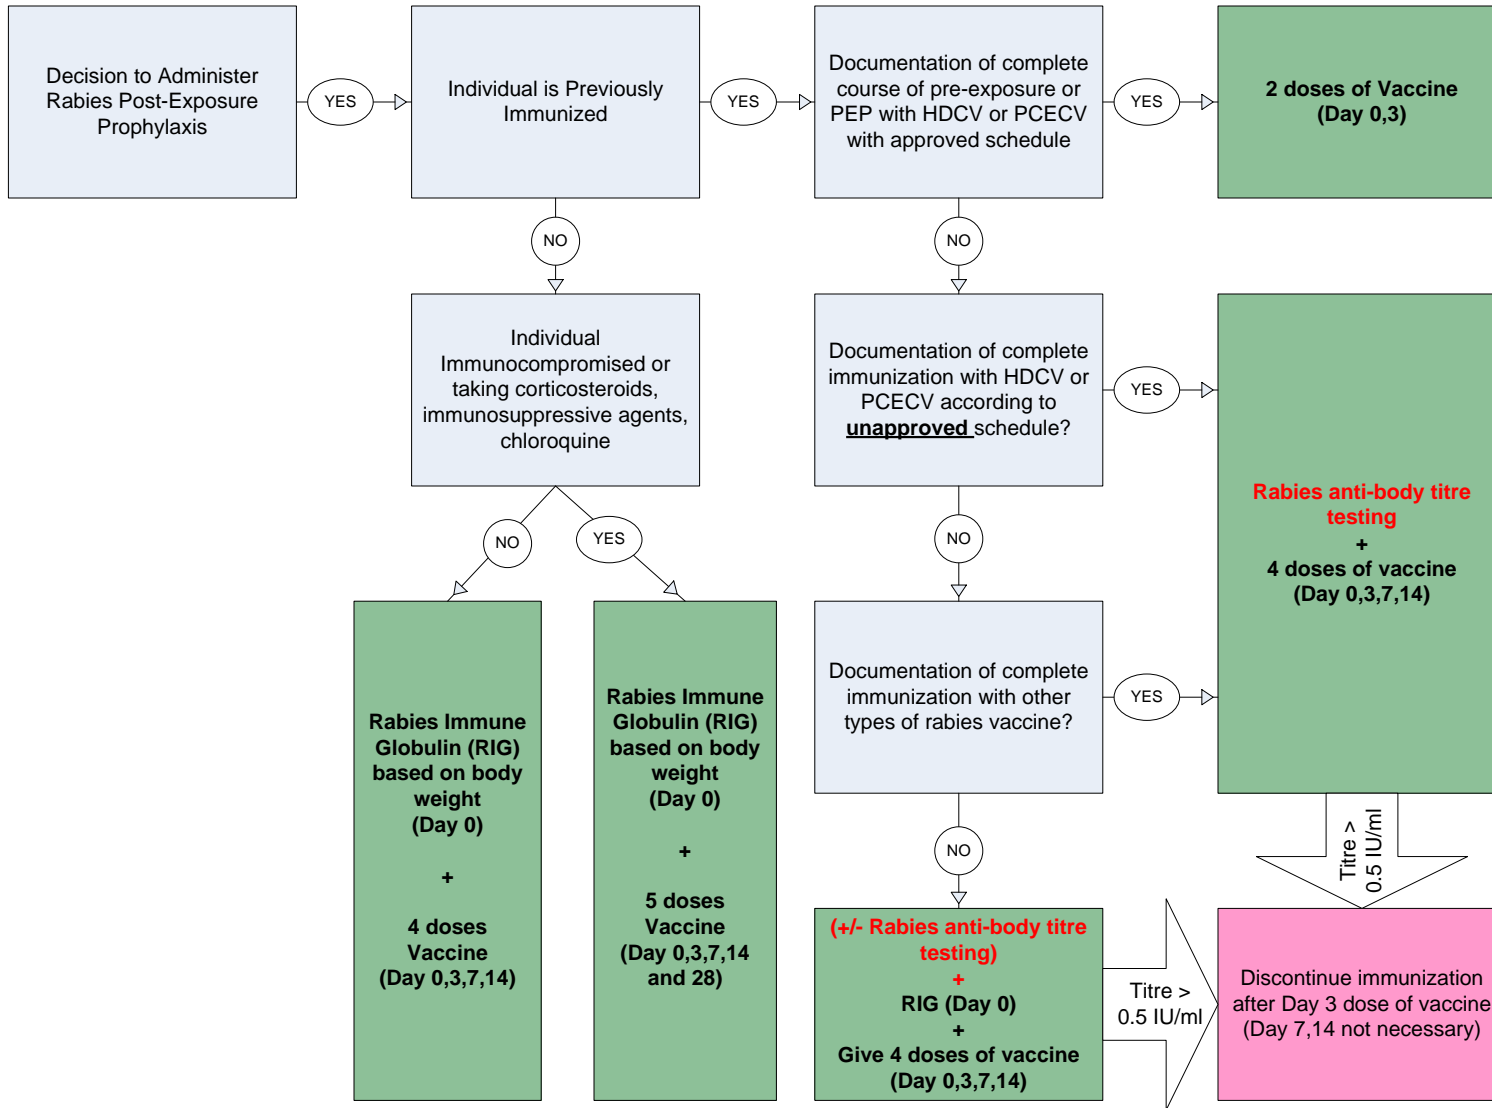 Decision to Administer
Rabies Post-Exposure
Prophylaxis
YES
Individual is Previously
Immunized
YES
Documentation of complete
course of pre-exposure or
PEP with HDCV or PCECV
with approved schedule
YES
2 doses of Vaccine
(Day 0,3)
NO
NO
Individual
Immunocompromised or
taking corticosteroids,
immunosuppressive agents,
chloroquine
Documentation of complete
immunization with HDCV or
PCECV according to
unapproved schedule?
YES
Rabies anti-body titre
testing
+
4 doses of vaccine
(Day 0,3,7,14)
NO
YES
NO
Rabies Immune
Globulin (RIG)
based on body
weight
(Day 0)
+
4 doses
Vaccine
(Day 0,3,7,14)
Rabies Immune
Globulin (RIG)
based on body
weight
(Day 0)
+
5 doses
Vaccine
(Day 0,3,7,14
and 28)
Documentation of complete
immunization with other
types of rabies vaccine?
YES
NO
Titre >
0.5 IU/ml
(+/- Rabies anti-body titre
testing)
+
RIG (Day 0)
+
Give 4 doses of vaccine
(Day 0,3,7,14)
Titre >
0.5 IU/ml
Discontinue immunization
after Day 3 dose of vaccine
(Day 7,14 not necessary)